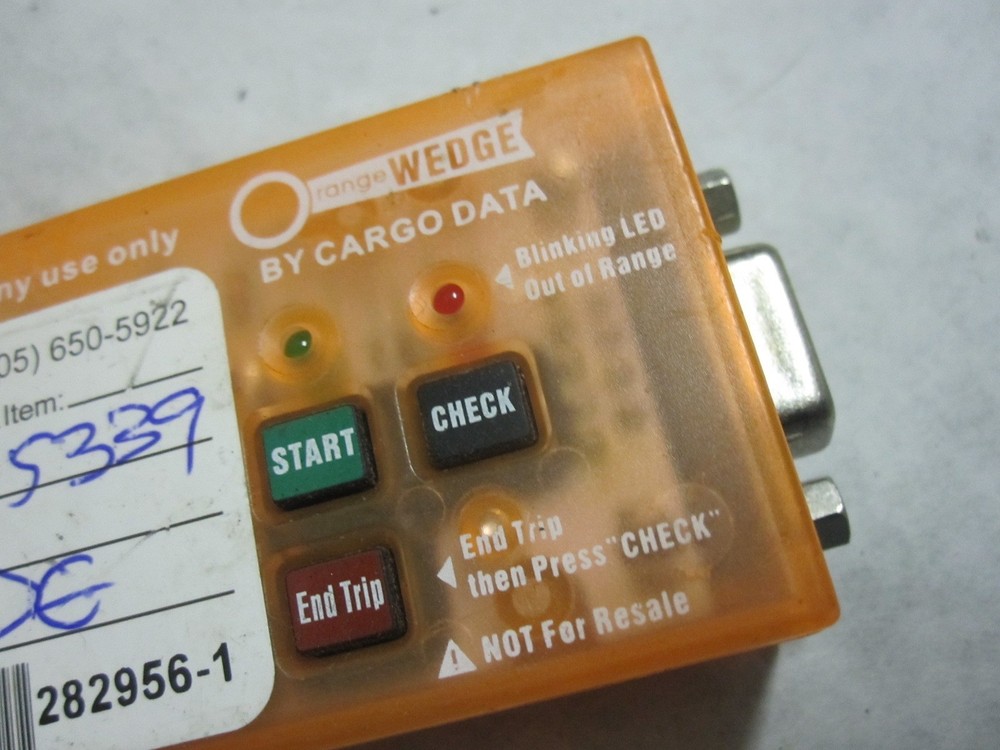 Orange WEDGE
BY CARGO DATA
ny use only
Blinking LED
Out of Range
05) 650-5922
Item:
5339
START
CHECK
End Trip
End Trip
then Press "CHECK"
NOT For Resale
282956-1